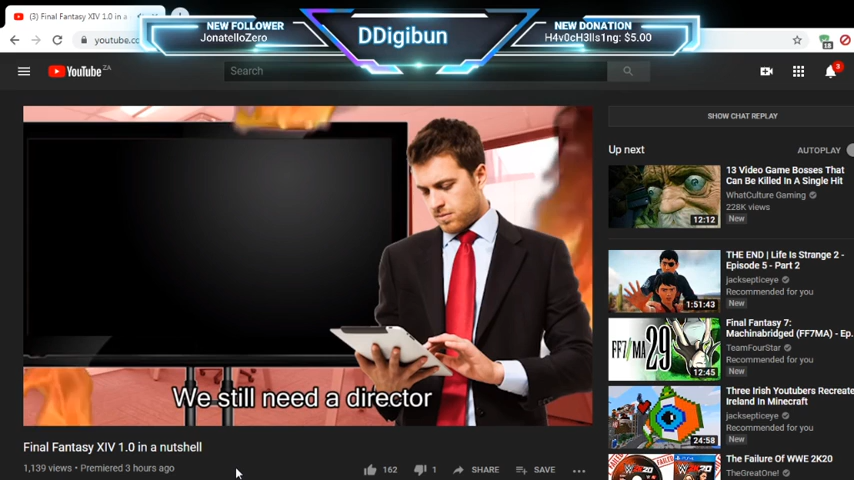 (3) Final Fantasy XIV 1.0 in a
NEW FOLLOWER
JonatelloZero
DDigibun
NEW DONATION
H4v0cH3lls1ng: $5.00
youtube.co
18
YouTube ZA
Search
3
SHOW CHAT REPLAY
Up next
AUTOPLAY
We still need a director
13 Video Game Bosses That
Can Be Killed In A Single Hit
WhatCulture Gaming
228K views
New
12:12
THE END | Life Is Strange 2 -
Episode 5 - Part 2
jacksepticeye
Recommended for you
New
1:51:43
Final Fantasy 7:
Machinabridged (FF7MA) - Ep.
TeamFourStar
Recommended for you
New
FF7/MA 29
12:45
Three Irish Youtubers Recreate
Ireland In Minecraft
jacksepticeye
Recommended for you
New
24:58
The Failure Of WWE 2K20
TheGreatOne!
Final Fantasy XIV 1.0 in a nutshell
1,139 views • Premiered 3 hours ago
162
1
SHARE
SAVE